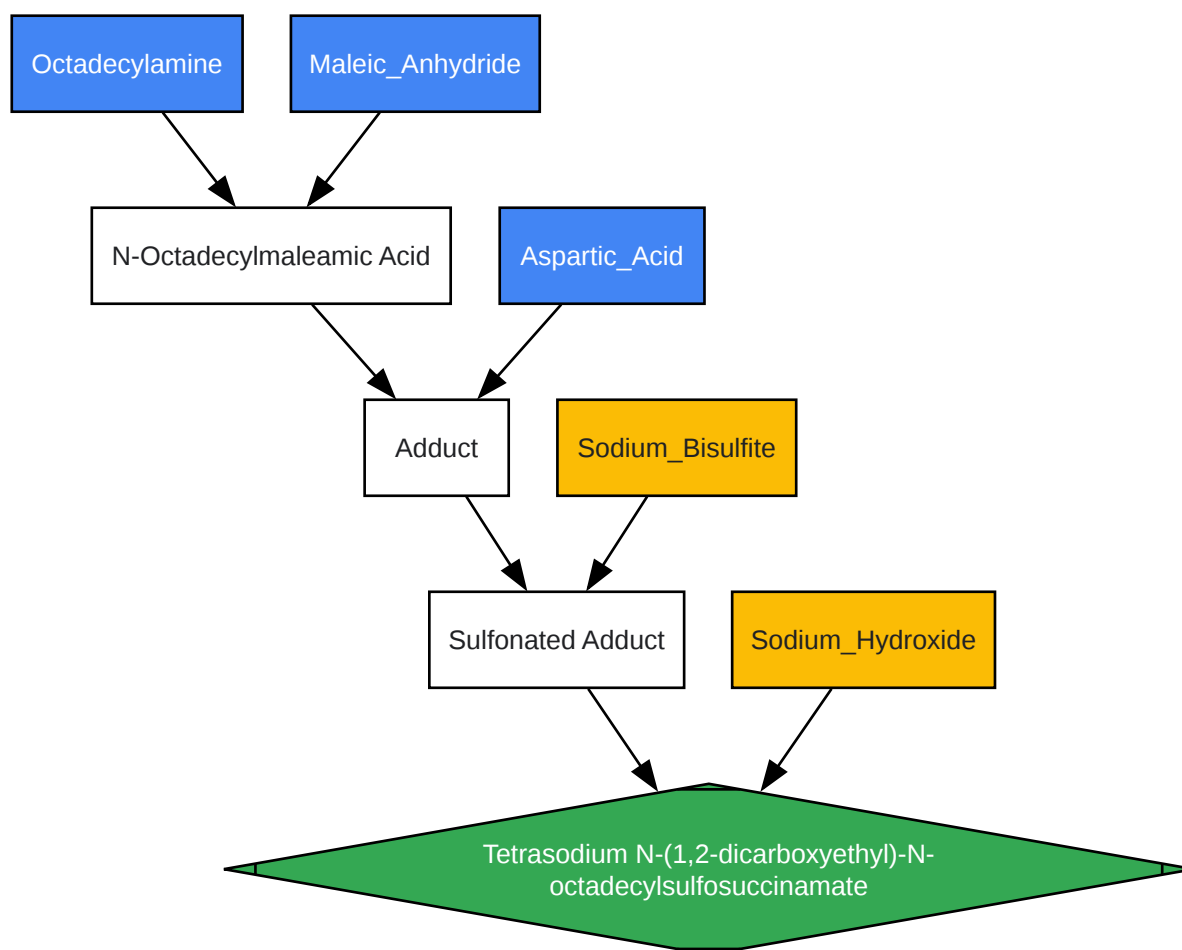 Octadecylamine
Maleic_Anhydride
N-Octadecylmaleamic Acid
Aspartic_Acid
Adduct
Sodium_Bisulfite
Sulfonated Adduct
Sodium_Hydroxide
Tetrasodium N-(1,2-dicarboxyethyl)-N-
octadecylsulfosuccinamate